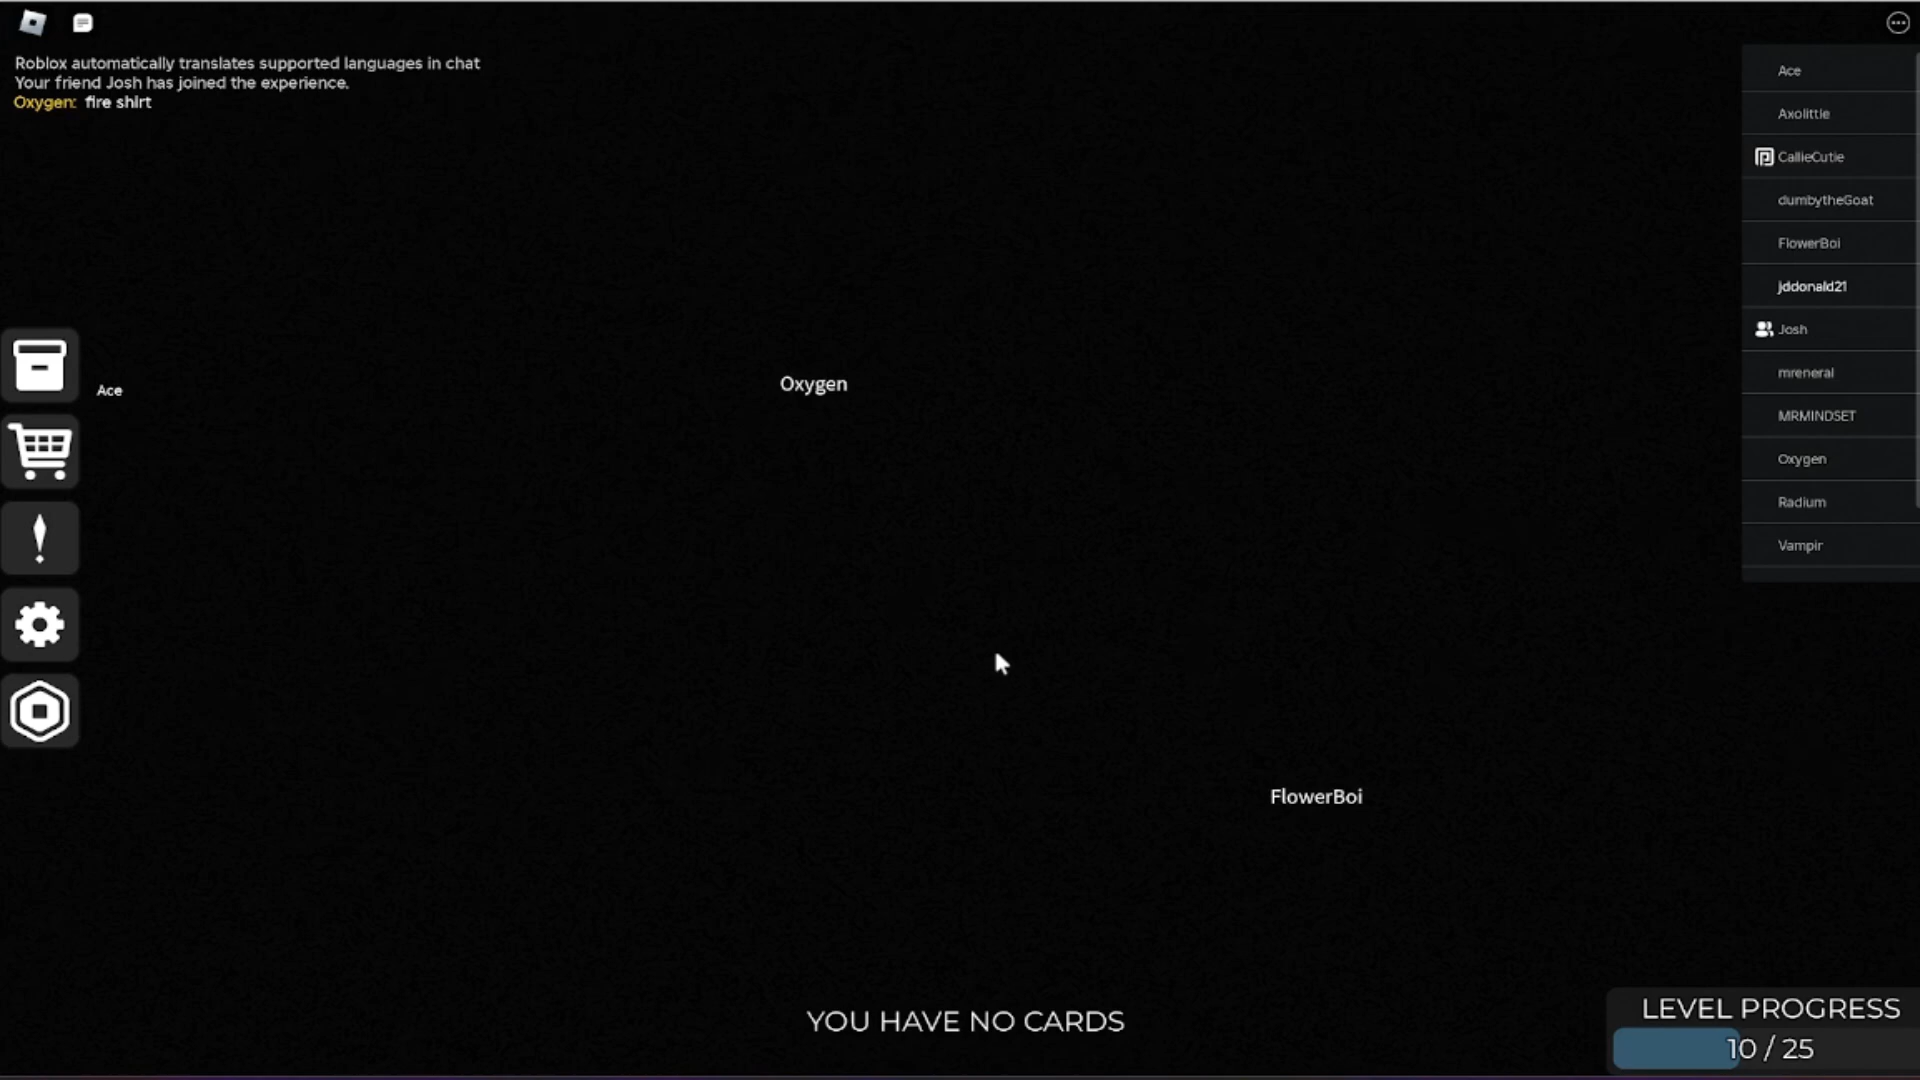 Roblox automatically translates supported languages in chat
Your friend Josh has joined the experience.
Oxygen: fire shirt
Ace
Axolittle
CallieCutie
dumbytheGoat
FlowerBoi
jddonald21
Josh
mreneral
MRMINDSET
Oxygen
Radium
Vampir
Ace
Oxygen
FlowerBoi
YOU HAVE NO CARDS
LEVEL PROGRESS
10 / 25